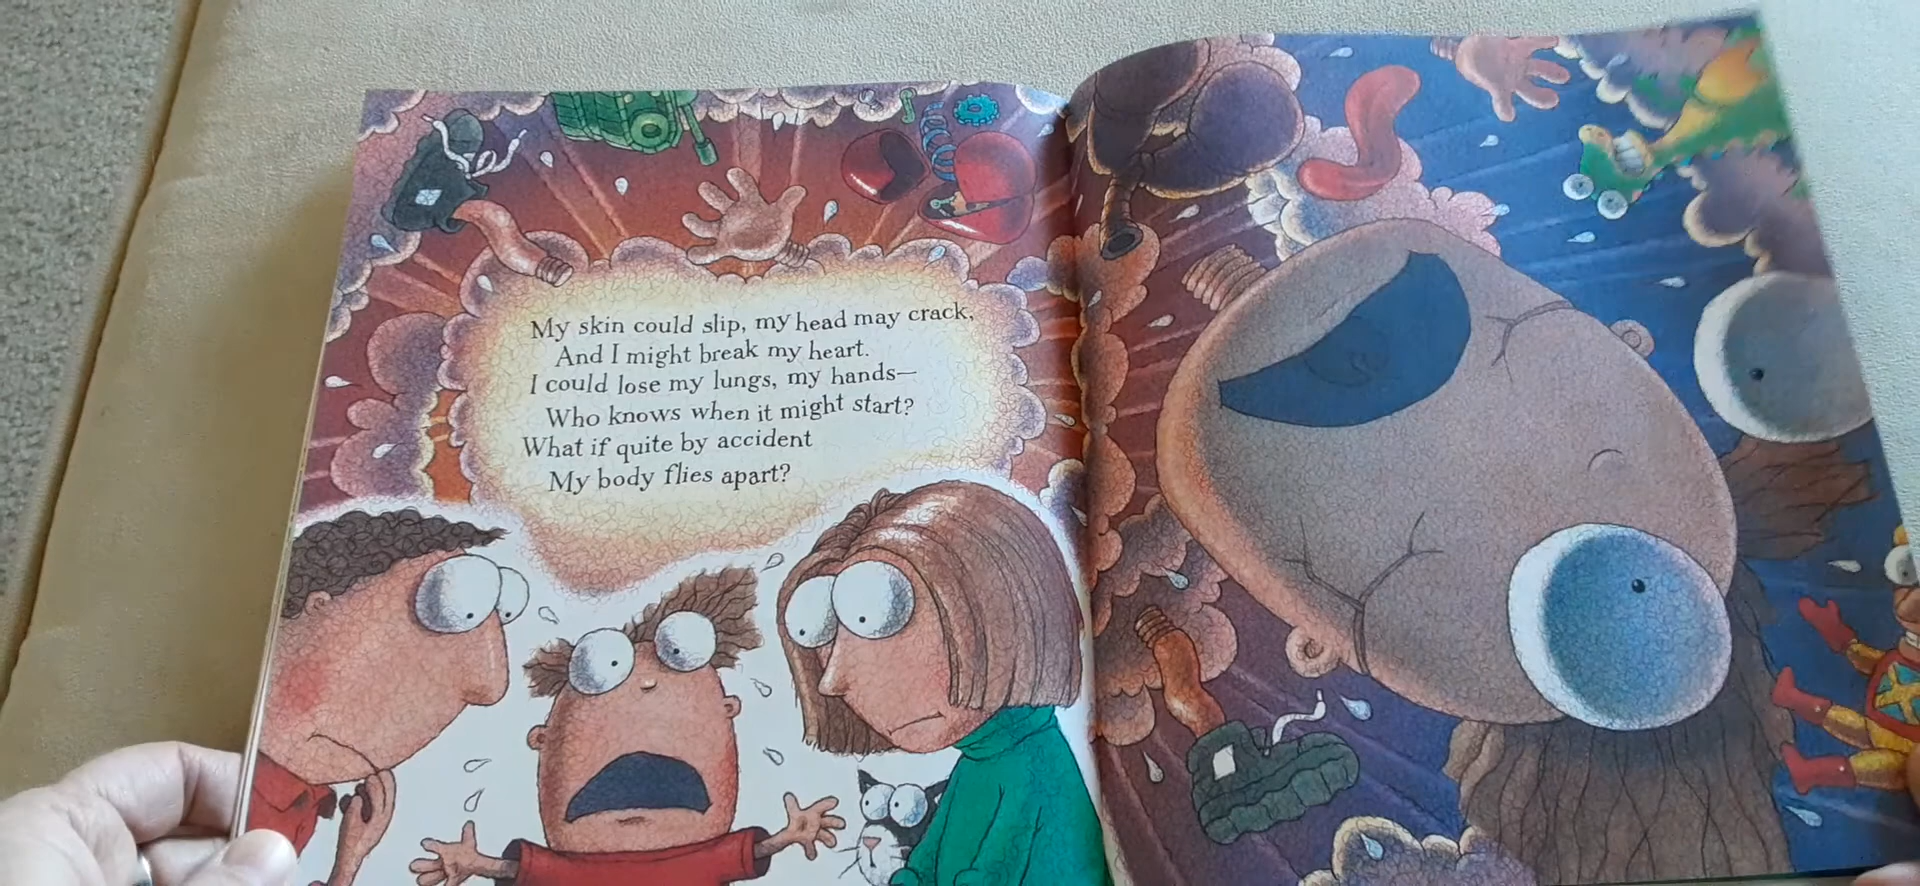 My skin could slip, my head may crack,
And I might break my heart.
I could lose my lungs, my hands—
Who knows when it might start?
What if quite by accident
My body flies apart?